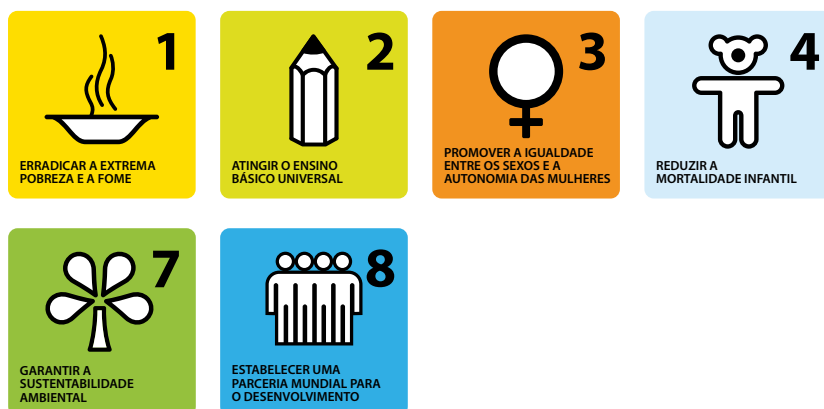 1
ERRADICAR A EXTREMA
POBREZA E A FOME
2
ATINGIR O ENSINO
BÁSICO UNIVERSAL
3
PROMOVER A IGUALDADE
ENTRE OS SEXOS E A
AUTONOMIA DAS MULHERES
4
REDUZIR A
MORTALIDADE INFANTIL
7
GARANTIR A
SUSTENTABILIDADE
AMBIENTAL
8
ESTABELECER UMA
PARCERIA MUNDIAL PARA
O DESENVOLVIMENTO